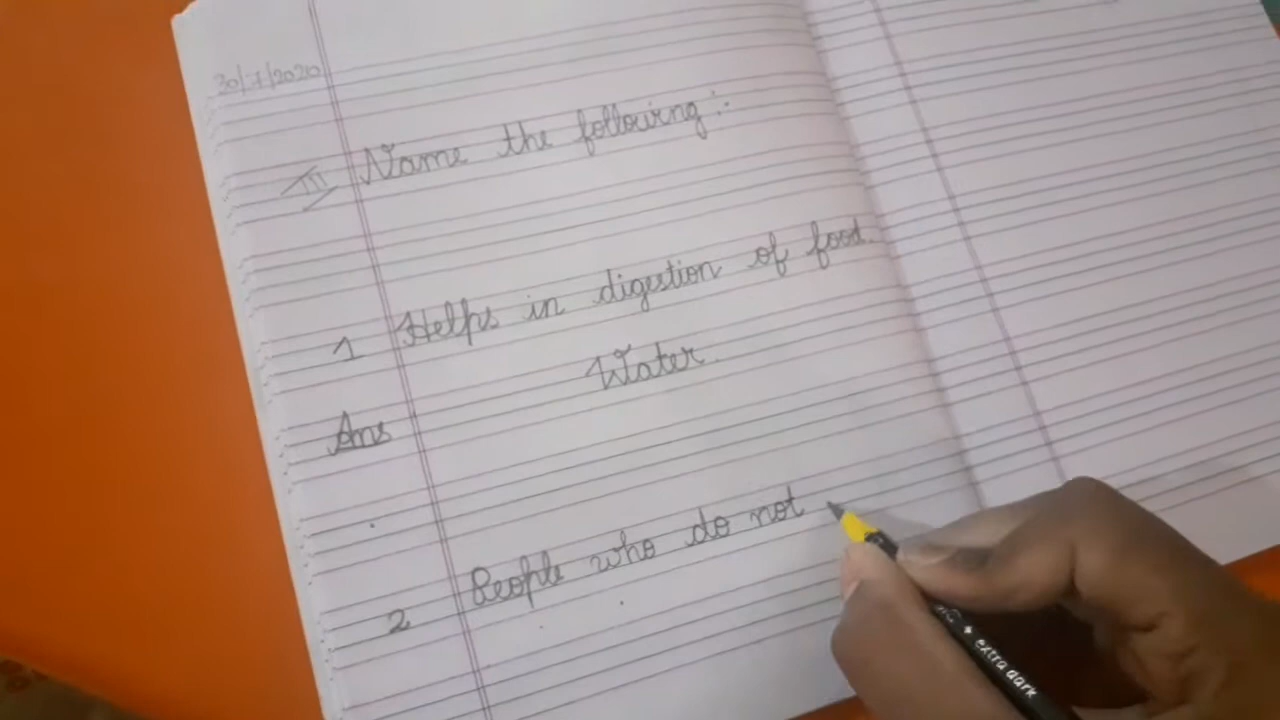 30/7/2020
III Name the following :-
1 Helps in digestion of food.
Ans Water.
2 People who do not
extra dark